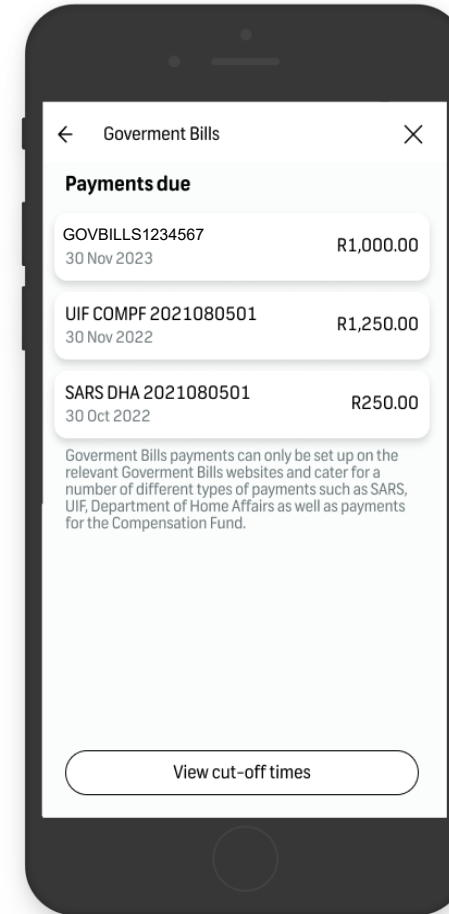 Goverment Bills
Payments due
GOVBILLS1234567
R1,000.00
30 Nov 2023
UIF COMPF 2021080501
R1,250.00
30 Nov 2022
SARS DHA 2021080501
R250.00
30 Oct 2022
Goverment Bills payments can only be set up on the
relevant Goverment Bills websites and cater for a
number of different types of payments such as SARS,
UIF, Department of Home Affairs as well as payments
for the Compensation Fund.
View cut-off times